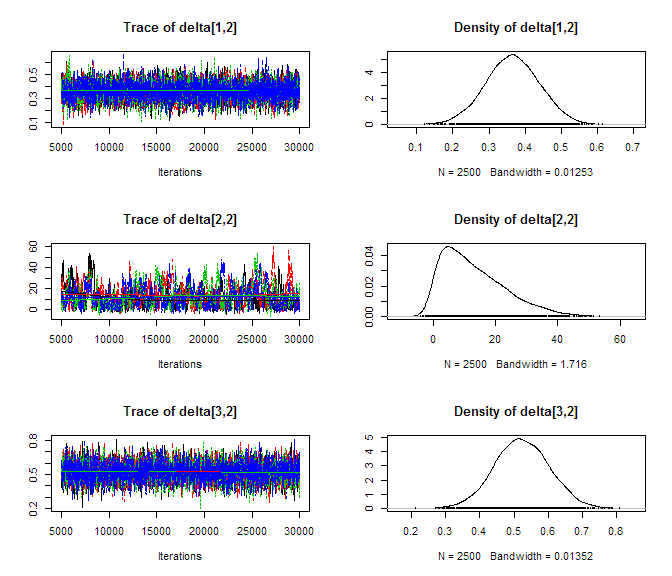 Trace of delta[1,2]
0.1 0.3 0.5
5000 10000 15000 20000 25000 30000
Iterations
Density of delta[1,2]
0 2 4
0.1 0.2 0.3 0.4 0.5 0.6 0.7
N = 2500 Bandwidth = 0.01253
Trace of delta[2,2]
0 20 40 60
5000 10000 15000 20000 25000 30000
Iterations
Density of delta[2,2]
0.00 0.02 0.04
0 20 40 60
N = 2500 Bandwidth = 1.716
Trace of delta[3,2]
0.2 0.5 0.8
5000 10000 15000 20000 25000 30000
Iterations
Density of delta[3,2]
0 1 2 3 4 5
0.2 0.3 0.4 0.5 0.6 0.7 0.8
N = 2500 Bandwidth = 0.01352